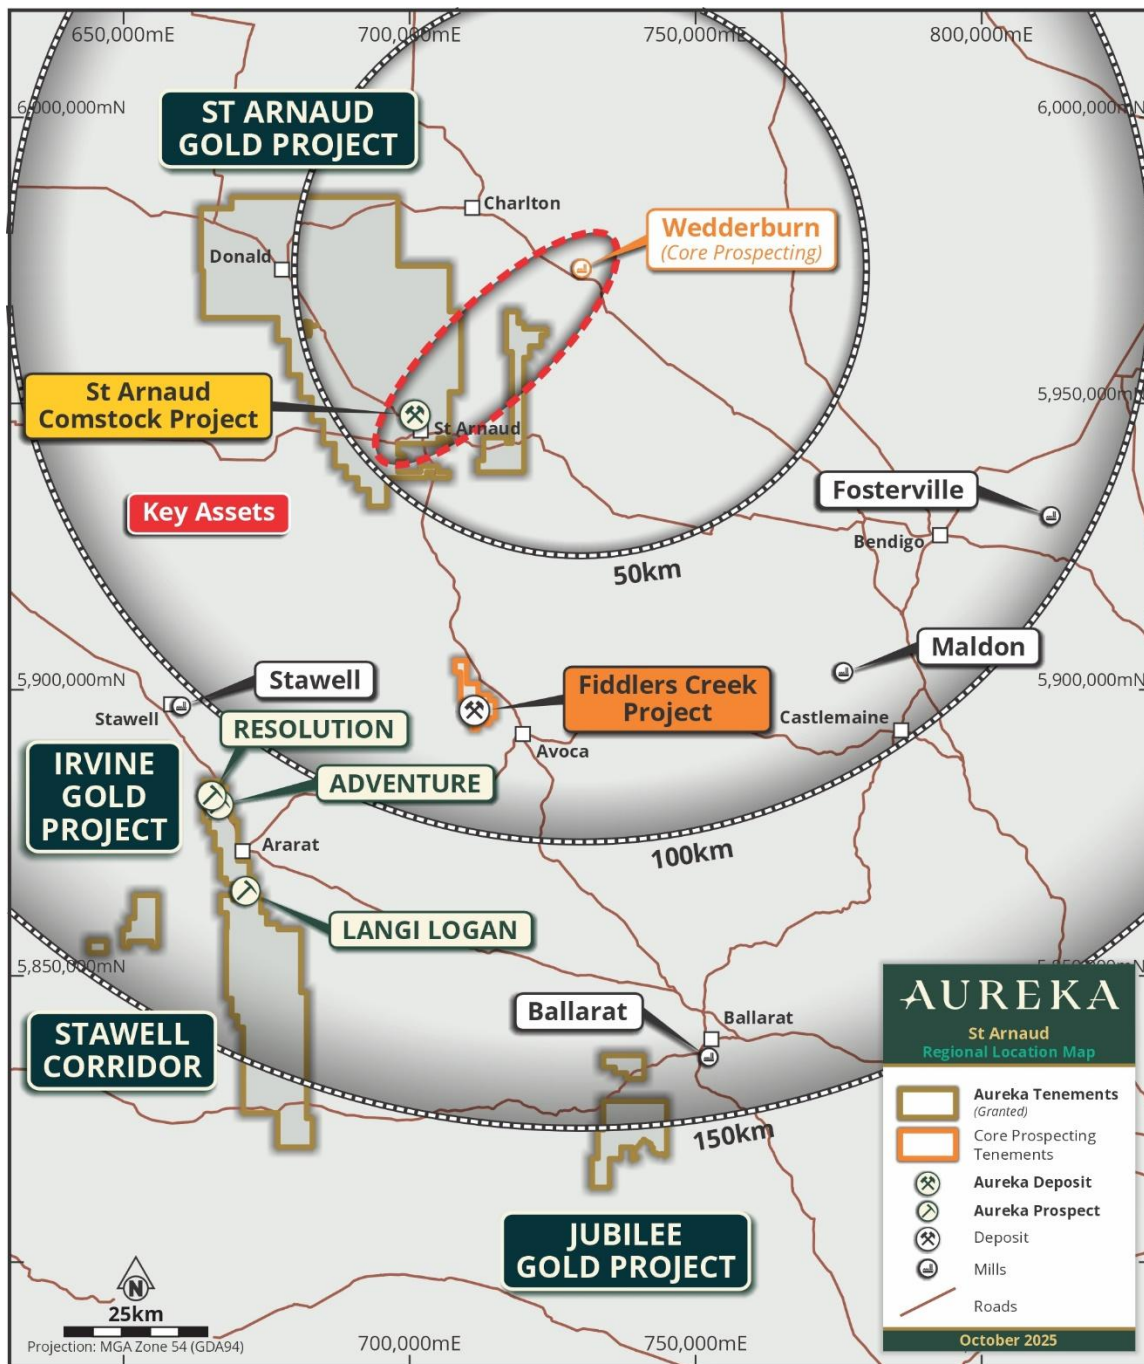 650,000mE
700,000mE
750,000mE
800,000mE
6,000,000mN
6,000,000mN
ST ARNAUD
GOLD PROJECT
Charlton
Wedderburn
(Core Prospecting)
Donald
St Arnaud
Comstock Project
5,950,000mN
St Arnaud
Key Assets
Fosterville
Bendigo
50km
Maldon
5,900,000mN
5,900,000mN
Stawell
Stawell
Fiddlers Creek
Project
Castlemaine
RESOLUTION
Avoca
IRVINE
GOLD
PROJECT
ADVENTURE
Ararat
100km
LANGI LOGAN
5,850,000mN
Ballarat
Ballarat
STAWELL
CORRIDOR
150km
JUBILEE
GOLD PROJECT
AUREKA
St Arnaud
Regional Location Map
Aureka Tenements
(Granted)
Core Prospecting
Tenements
Aureka Deposit
Aureka Prospect
Deposit
Mills
Roads
October 2025
N
25km
Projection: MGA Zone 54 (GDA94)
700,000mE
750,000mE